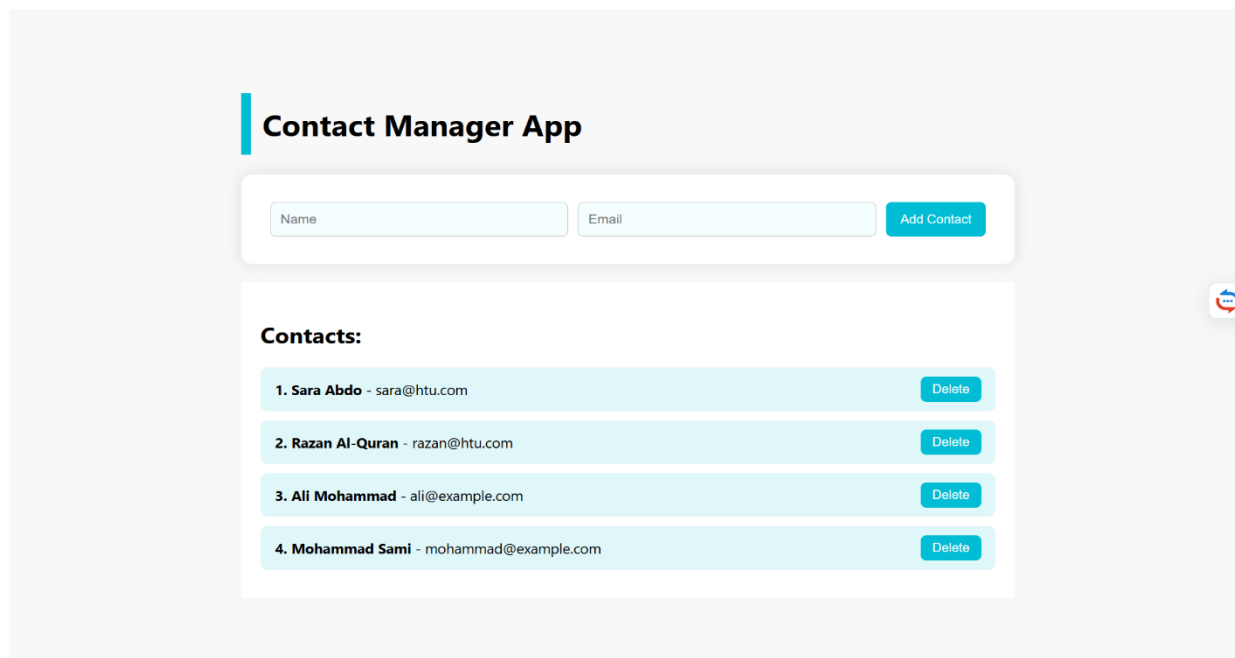 Contact Manager App
Name Email Add Contact
Contacts:
1. Sara Abdo - sara@htu.com Delete
2. Razan Al-Quran - razan@htu.com Delete
3. Ali Mohammad - ali@example.com Delete
4. Mohammad Sami - mohammad@example.com Delete